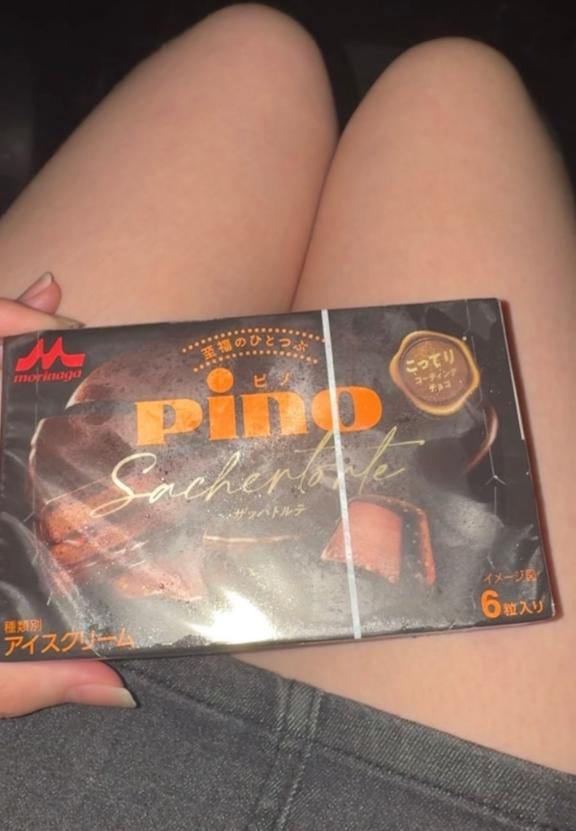 morinaga
至福のひとつぶ
ピノ
pino
Sachertorte
ザッハトルテ
こってり
コーティング
チョコ
イメージ図
6粒入り
種類別
アイスクリーム